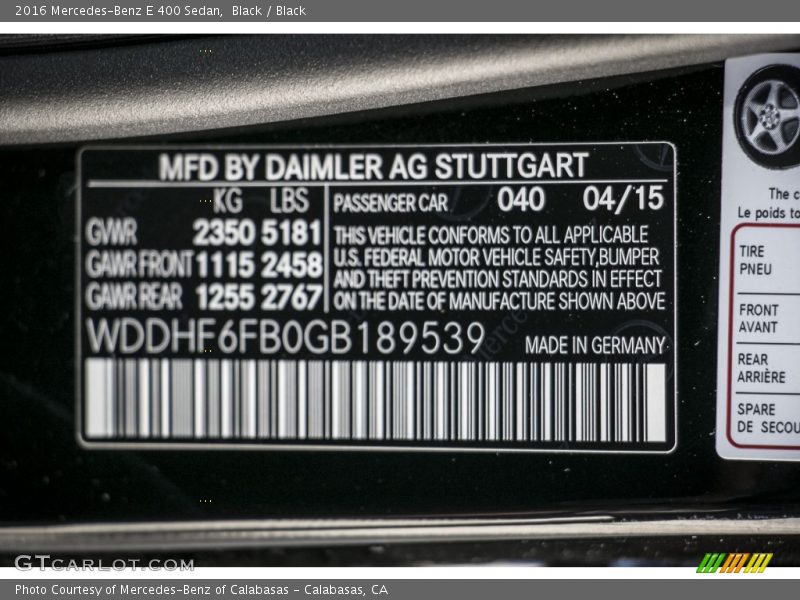 2016 Mercedes-Benz E 400 Sedan, Black / Black
MFD BY DAIMLER AG STUTTGART
KG LBS
GVWR 2350 5181
GAWR FRONT 1115 2458
GAWR REAR 1255 2767
PASSENGER CAR 040 04/15
THIS VEHICLE CONFORMS TO ALL APPLICABLE
U.S. FEDERAL MOTOR VEHICLE SAFETY,BUMPER
AND THEFT PREVENTION STANDARDS IN EFFECT
ON THE DATE OF MANUFACTURE SHOWN ABOVE
WDDHF6FB0GB189539
MADE IN GERMANY
The c
Le poids to
TIRE
PNEU
FRONT
AVANT
REAR
ARRIÈRE
SPARE
DE SECOU
GTCARLOT.COM
Photo Courtesy of Mercedes-Benz of Calabasas - Calabasas, CA